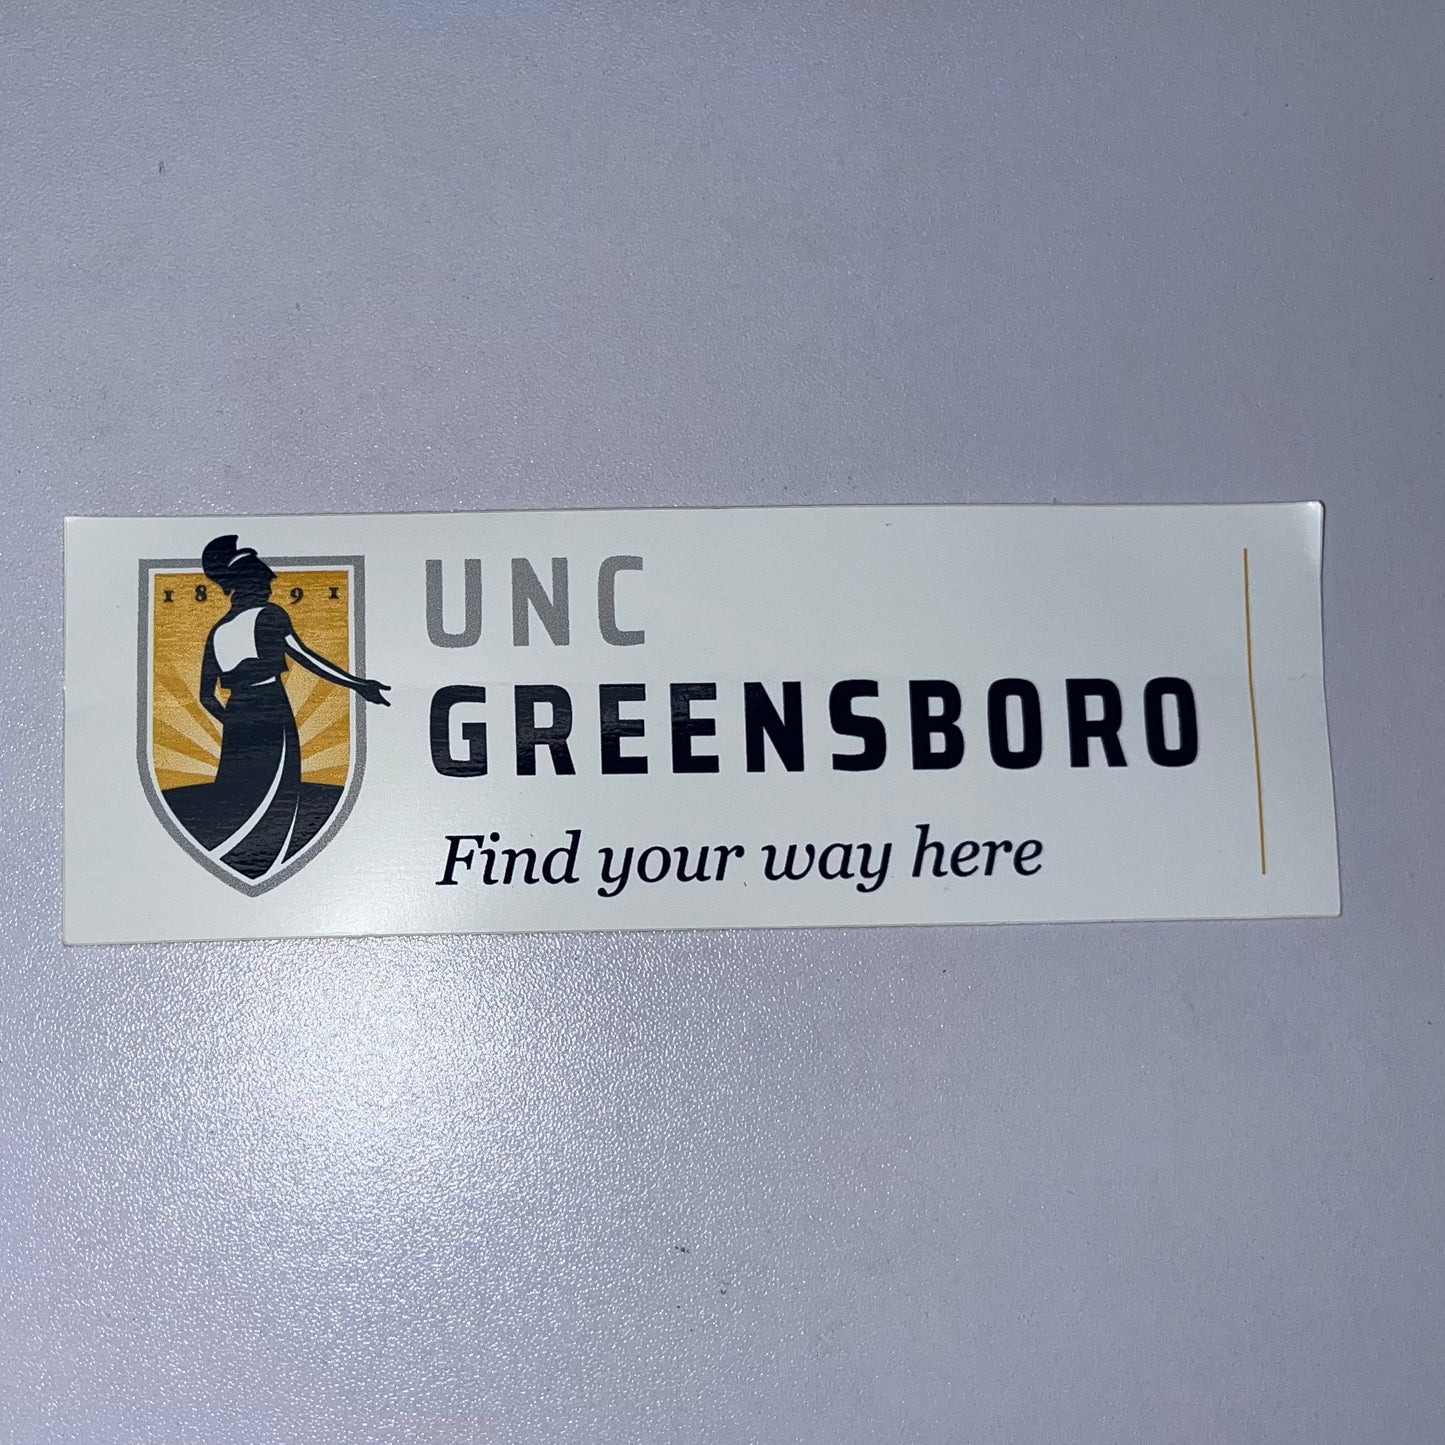 1891
UNC
GREENSBORO
Find your way here